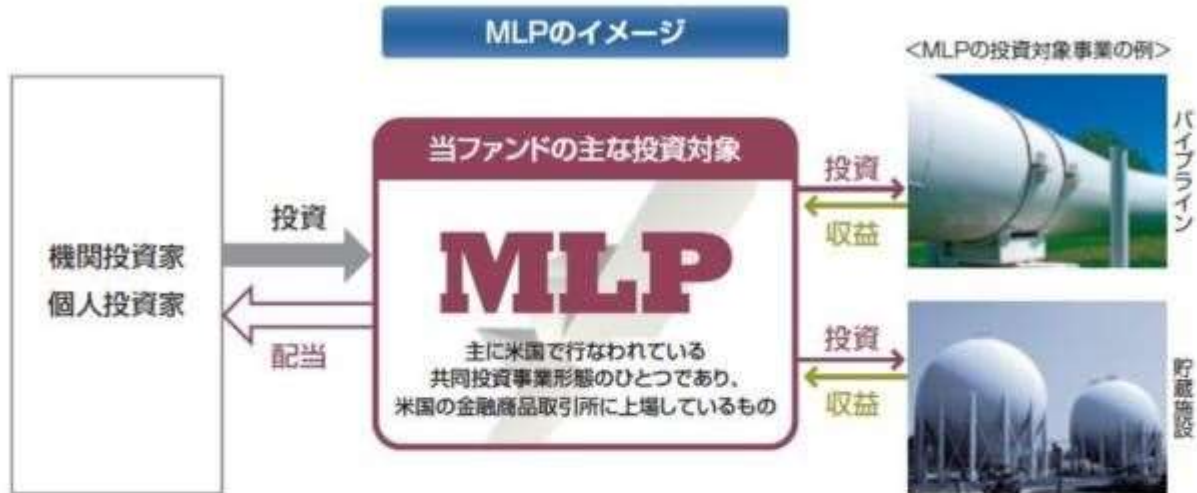 MLPのイメージ
<MLPの投資対象事業の例>
機関投資家
個人投資家
投資
配当
当ファンドの主な投資対象
MLP
主に米国で行なわれている
共同投資事業形態のひとつであり、
米国の金融商品取引所に上場しているもの
投資
収益
パイプライン
投資
収益
貯蔵施設